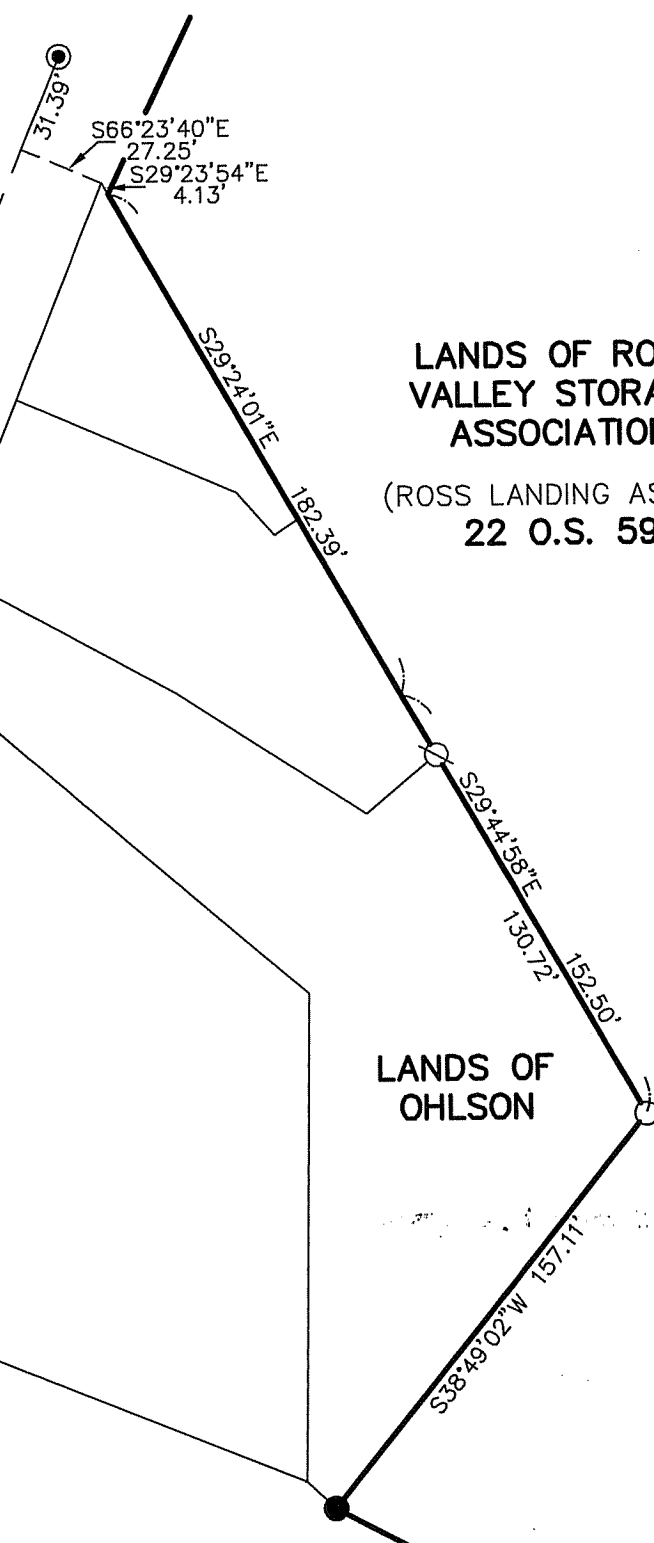 31.39'
S66°23'40"E
27.25'
S29°23'54"E
4.13'
S29°24'01"E
182.39'
LANDS OF RO
VALLEY STORA
ASSOCIATION
(ROSS LANDING AS
22 O.S. 59
S29°44'58"E
130.72'
152.50'
LANDS OF
OHLSON
S38°49'02"W 157.11'